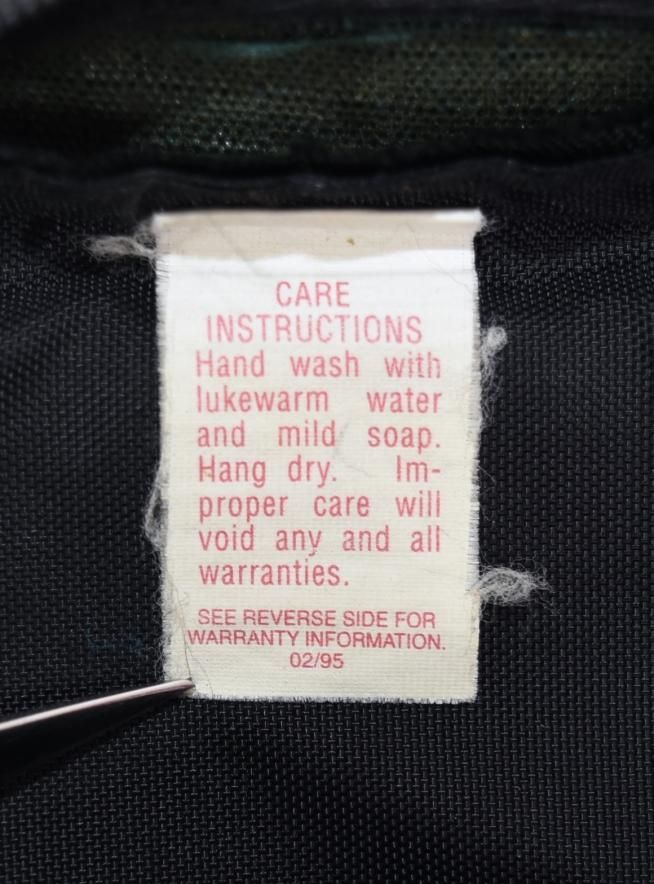 CARE
INSTRUCTIONS
Hand wash with
lukewarm water
and mild soap.
Hang dry. Im-
proper care will
void any and all
warranties.
SEE REVERSE SIDE FOR
WARRANTY INFORMATION.
02/95